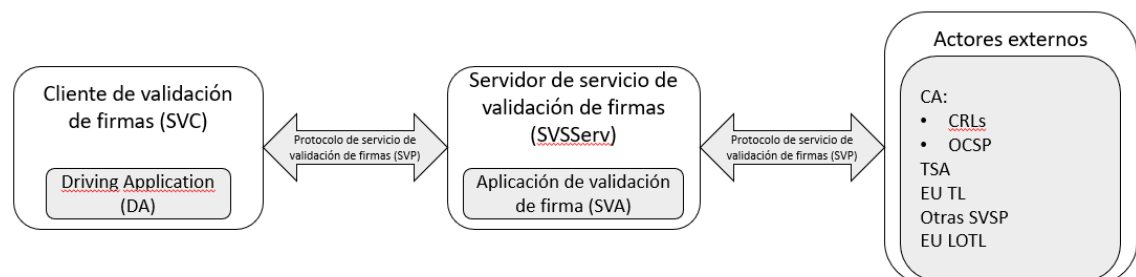 Cliente de validación
de firmas (SVC)
Driving Application
(DA)
Protocolo de servicio de
validación de firmas (SVP)
Servidor de servicio de
validación de firmas
(SVSServ)
Aplicación de validación
de firma (SVA)
Protocolo de servicio de
validación de firmas (SVP)
Actores externos
CA:
• CRLs
• OCSP
TSA
EU TL
Otras SVSP
EU LOTL